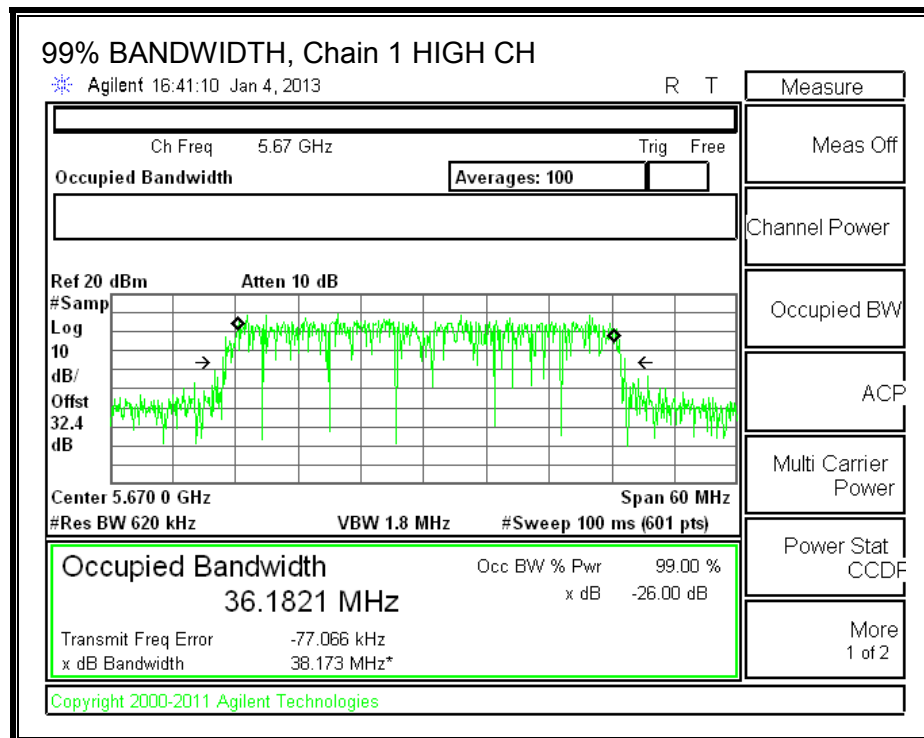 99% BANDWIDTH, Chain 1 HIGH CH
Agilent 16:41:10 Jan 4, 2013 R T
Measure
Ch Freq 5.67 GHz Trig Free
Occupied Bandwidth Averages: 100
Meas Off
Channel Power
Occupied BW
ACP
Multi Carrier
Power
Power Stat
CCDF
More
1 of 2
Ref 20 dBm Atten 10 dB
#Samp
Log
10
dB/
Offst
32.4
dB
Center 5.670 0 GHz Span 60 MHz
#Res BW 620 kHz VBW 1.8 MHz #Sweep 100 ms (601 pts)
Occupied Bandwidth Occ BW % Pwr 99.00 %
36.1821 MHz x dB -26.00 dB
Transmit Freq Error -77.066 kHz
x dB Bandwidth 38.173 MHz*
Copyright 2000-2011 Agilent Technologies